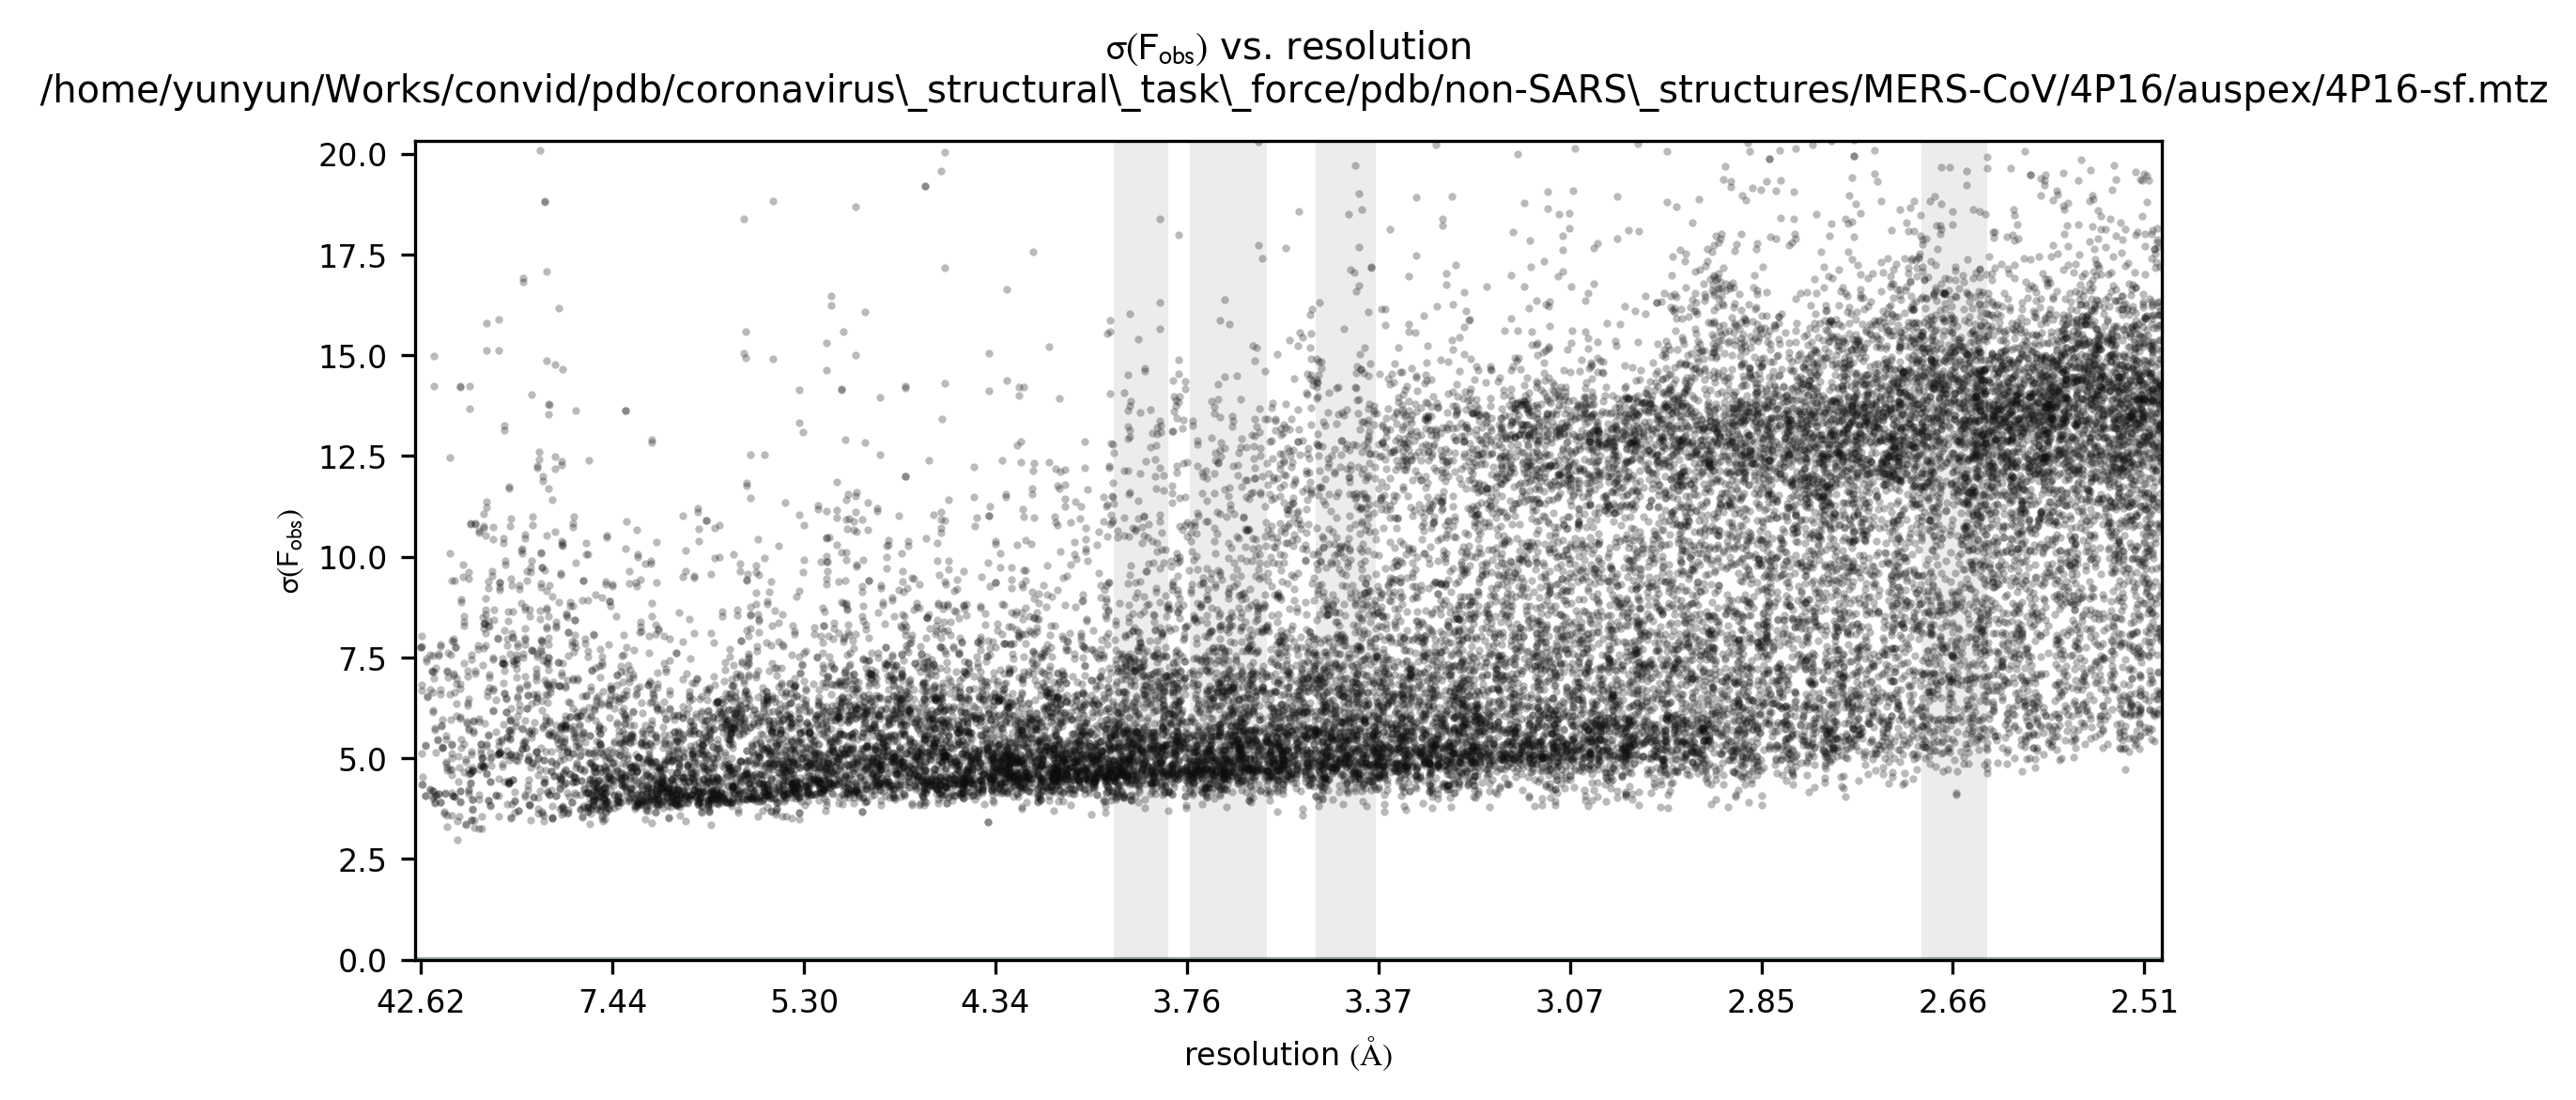 σ(F_obs) vs. resolution
/home/yunyun/Works/convid/pdb/coronavirus\_structural\_task\_force/pdb/non-SARS\_structures/MERS-CoV/4P16/auspex/4P16-sf.mtz
20.0
17.5
15.0
12.5
10.0
7.5
5.0
2.5
0.0
σ(F_obs)
42.62 7.44 5.30 4.34 3.76 3.37 3.07 2.85 2.66 2.51
resolution (Å)